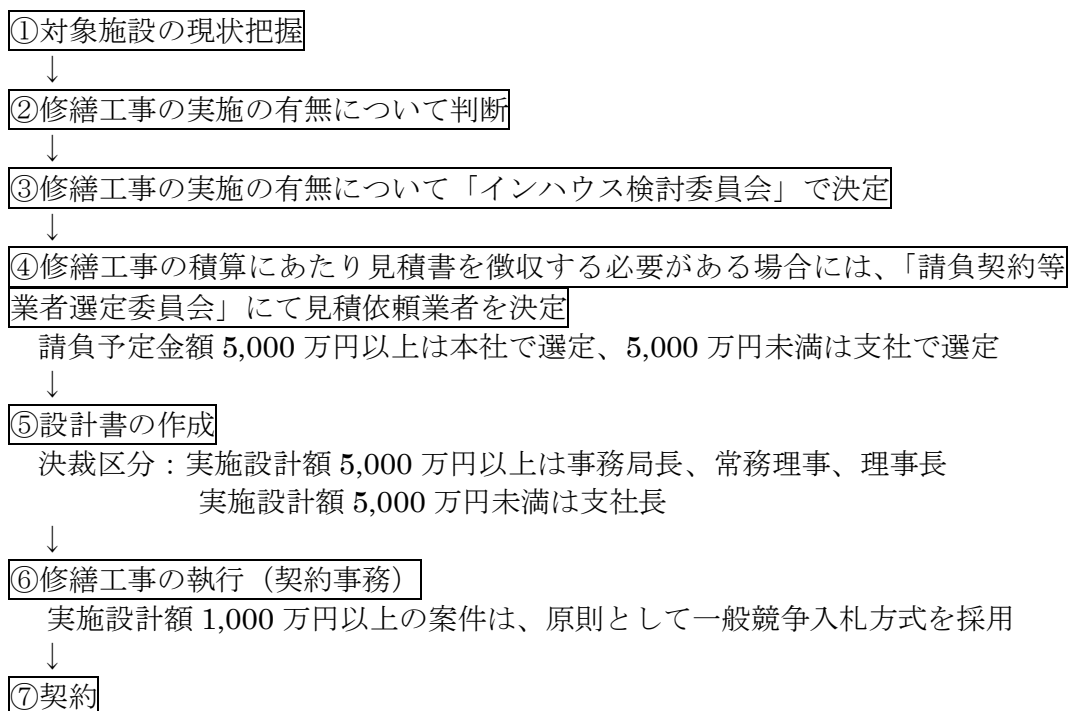 ①対象施設の現状把握
↓
②修繕工事の実施の有無について判断
↓
③修繕工事の実施の有無について「インハウス検討委員会」で決定
↓
④修繕工事の積算にあたり見積書を徴収する必要がある場合には、「請負契約等
業者選定委員会」にて見積依頼業者を決定
請負予定金額 5,000 万円以上は本社で選定、5,000 万円未満は支社で選定
↓
⑤設計書の作成
決裁区分：実施設計額 5,000 万円以上は事務局長、常務理事、理事長
実施設計額 5,000 万円未満は支社長
↓
⑥修繕工事の執行（契約事務）
実施設計額 1,000 万円以上の案件は、原則として一般競争入札方式を採用
↓
⑦契約